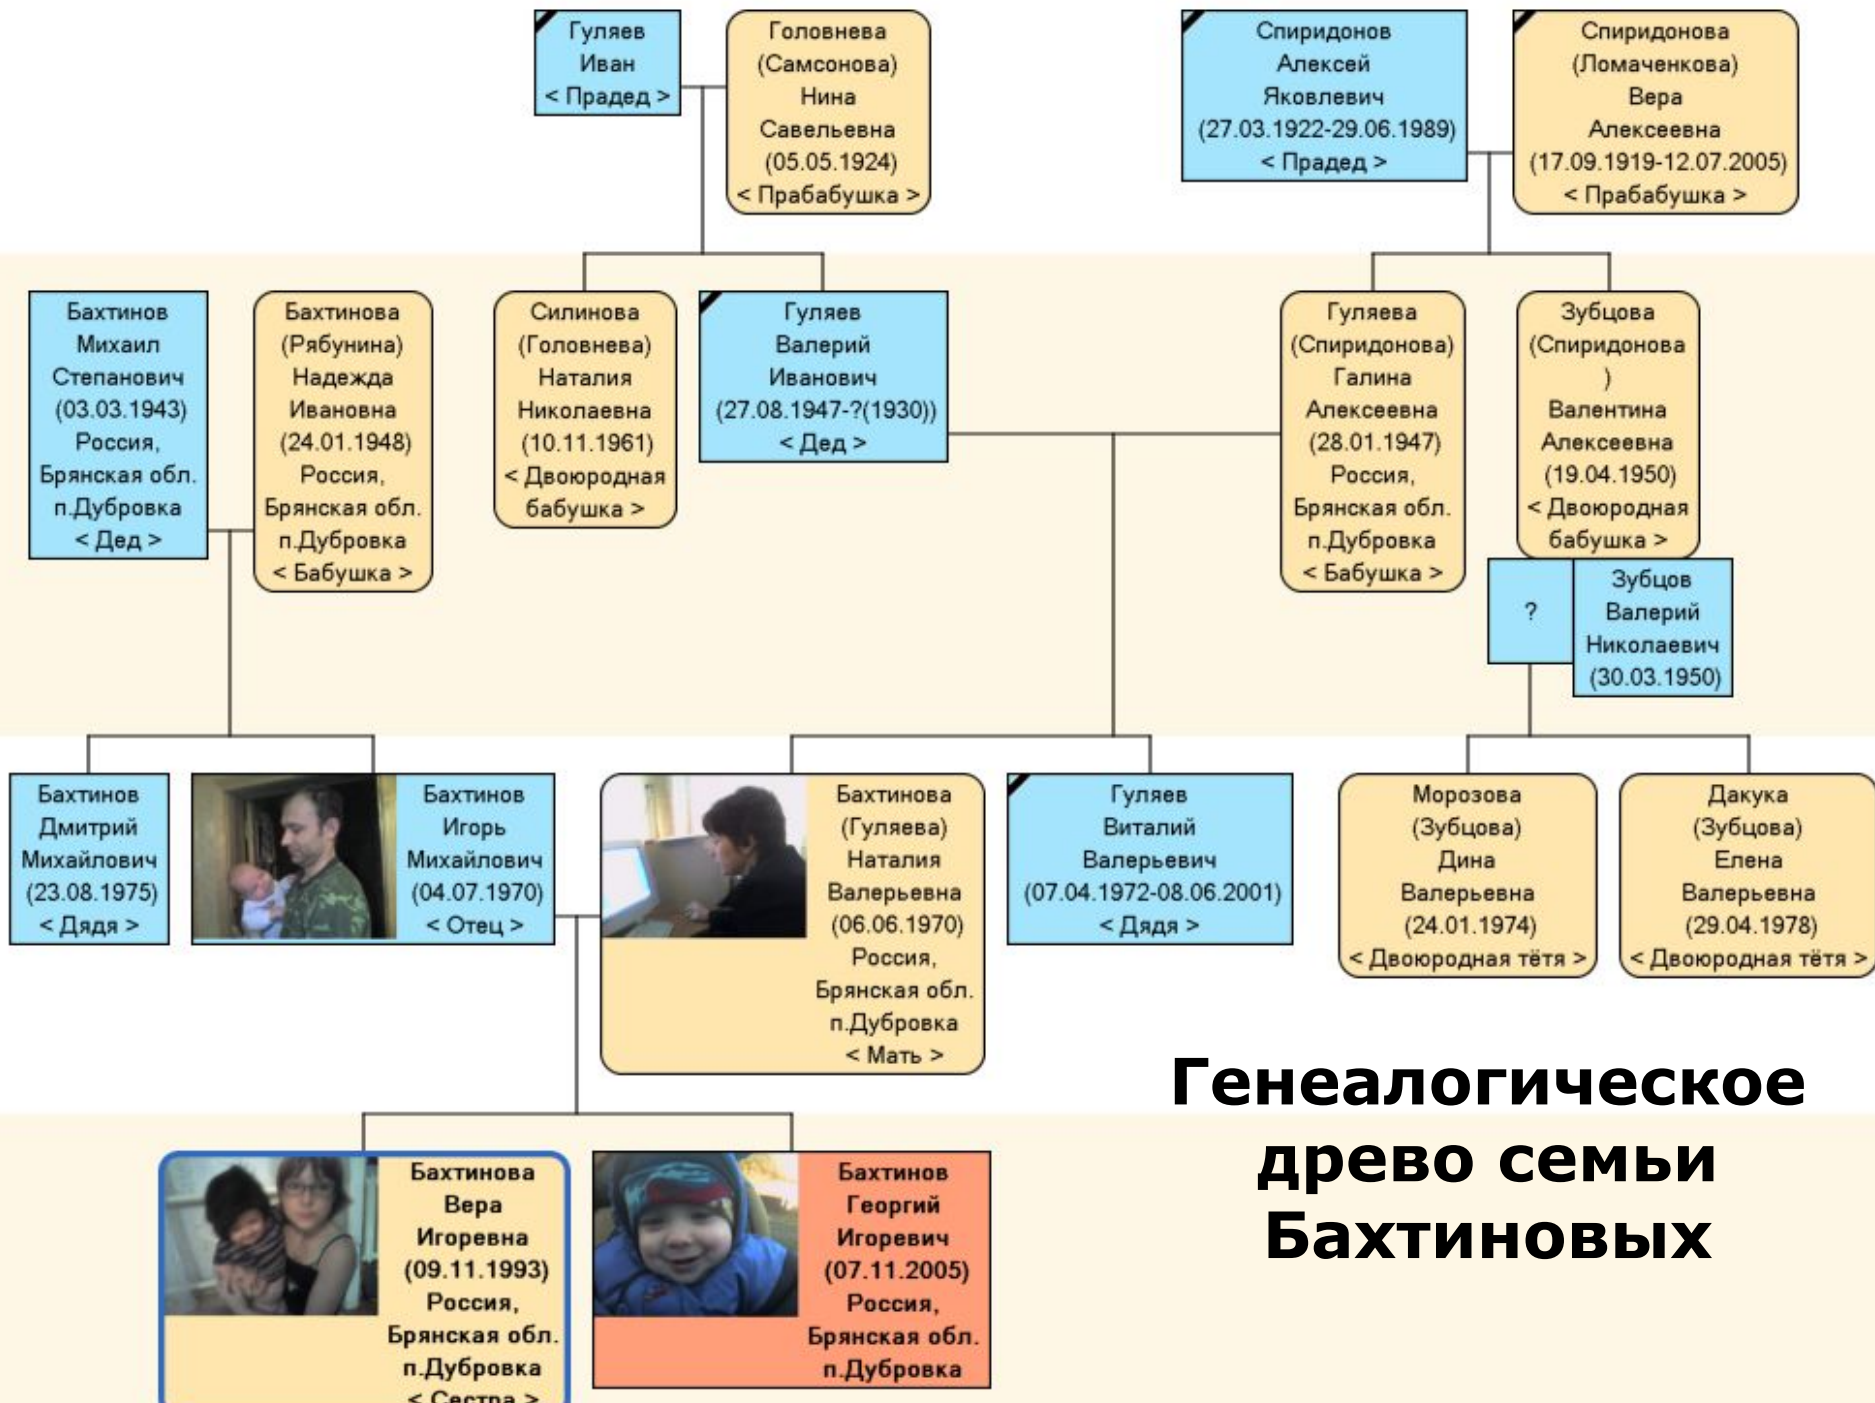 Гуляев
Иван
< Прадед >
Головнева
(Самсонова)
Нина
Савельевна
(05.05.1924)
< Прабабушка >
Спиридонов
Алексей
Яковлевич
(27.03.1922-29.06.1989)
< Прадед >
Спиридонова
(Ломаченкова)
Вера
Алексеевна
(17.09.1919-12.07.2005)
< Прабабушка >
Бахтинов
Михаил
Степанович
(03.03.1943)
Россия,
Брянская обл.
п.Дубровка
< Дед >
Бахтинова
(Рябунина)
Надежда
Ивановна
(24.01.1948)
Россия,
Брянская обл.
п.Дубровка
< Бабушка >
Силинова
(Головнева)
Наталия
Николаевна
(10.11.1961)
< Двоюродная
бабушка >
Гуляев
Валерий
Иванович
(27.08.1947-?(1930))
< Дед >
Гуляева
(Спиридонова)
Галина
Алексеевна
(28.01.1947)
Россия,
Брянская обл.
п.Дубровка
< Бабушка >
Зубцова
(Спиридонова
)
Валентина
Алексеевна
(19.04.1950)
< Двоюродная
бабушка >
?
Зубцов
Валерий
Николаевич
(30.03.1950)
Бахтинов
Дмитрий
Михайлович
(23.08.1975)
< Дядя >
Бахтинов
Игорь
Михайлович
(04.07.1970)
< Отец >
Бахтинова
(Гуляева)
Наталия
Валерьевна
(06.06.1970)
Россия,
Брянская обл.
п.Дубровка
< Мать >
Гуляев
Виталий
Валерьевич
(07.04.1972-08.06.2001)
< Дядя >
Морозова
(Зубцова)
Дина
Валерьевна
(24.01.1974)
< Двоюродная тётя >
Дакука
(Зубцова)
Елена
Валерьевна
(29.04.1978)
< Двоюродная тётя >
Генеалогическое
древо семьи
Бахтиновых
Бахтинова
Вера
Игоревна
(09.11.1993)
Россия,
Брянская обл.
п.Дубровка
< Сестра >
Бахтинов
Георгий
Игоревич
(07.11.2005)
Россия,
Брянская обл.
п.Дубровка